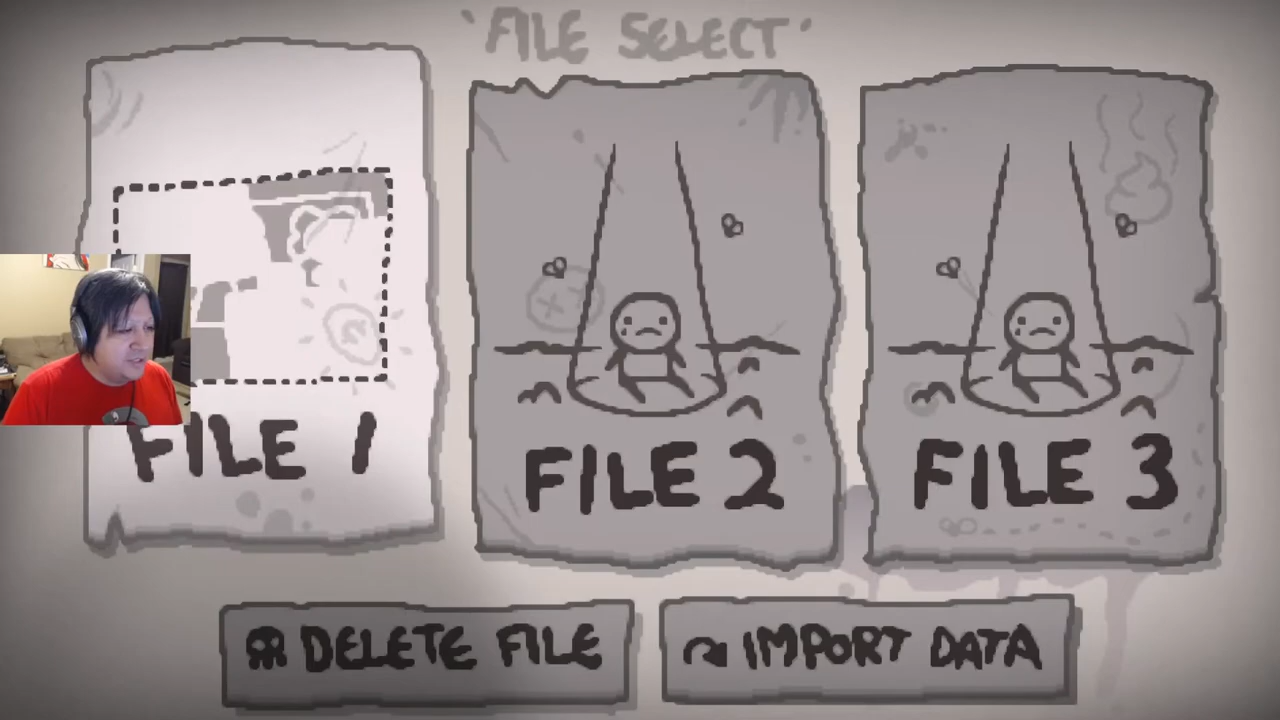 'FILE SELECT'
FILE 1
FILE 2
FILE 3
DELETE FILE
IMPORT DATA